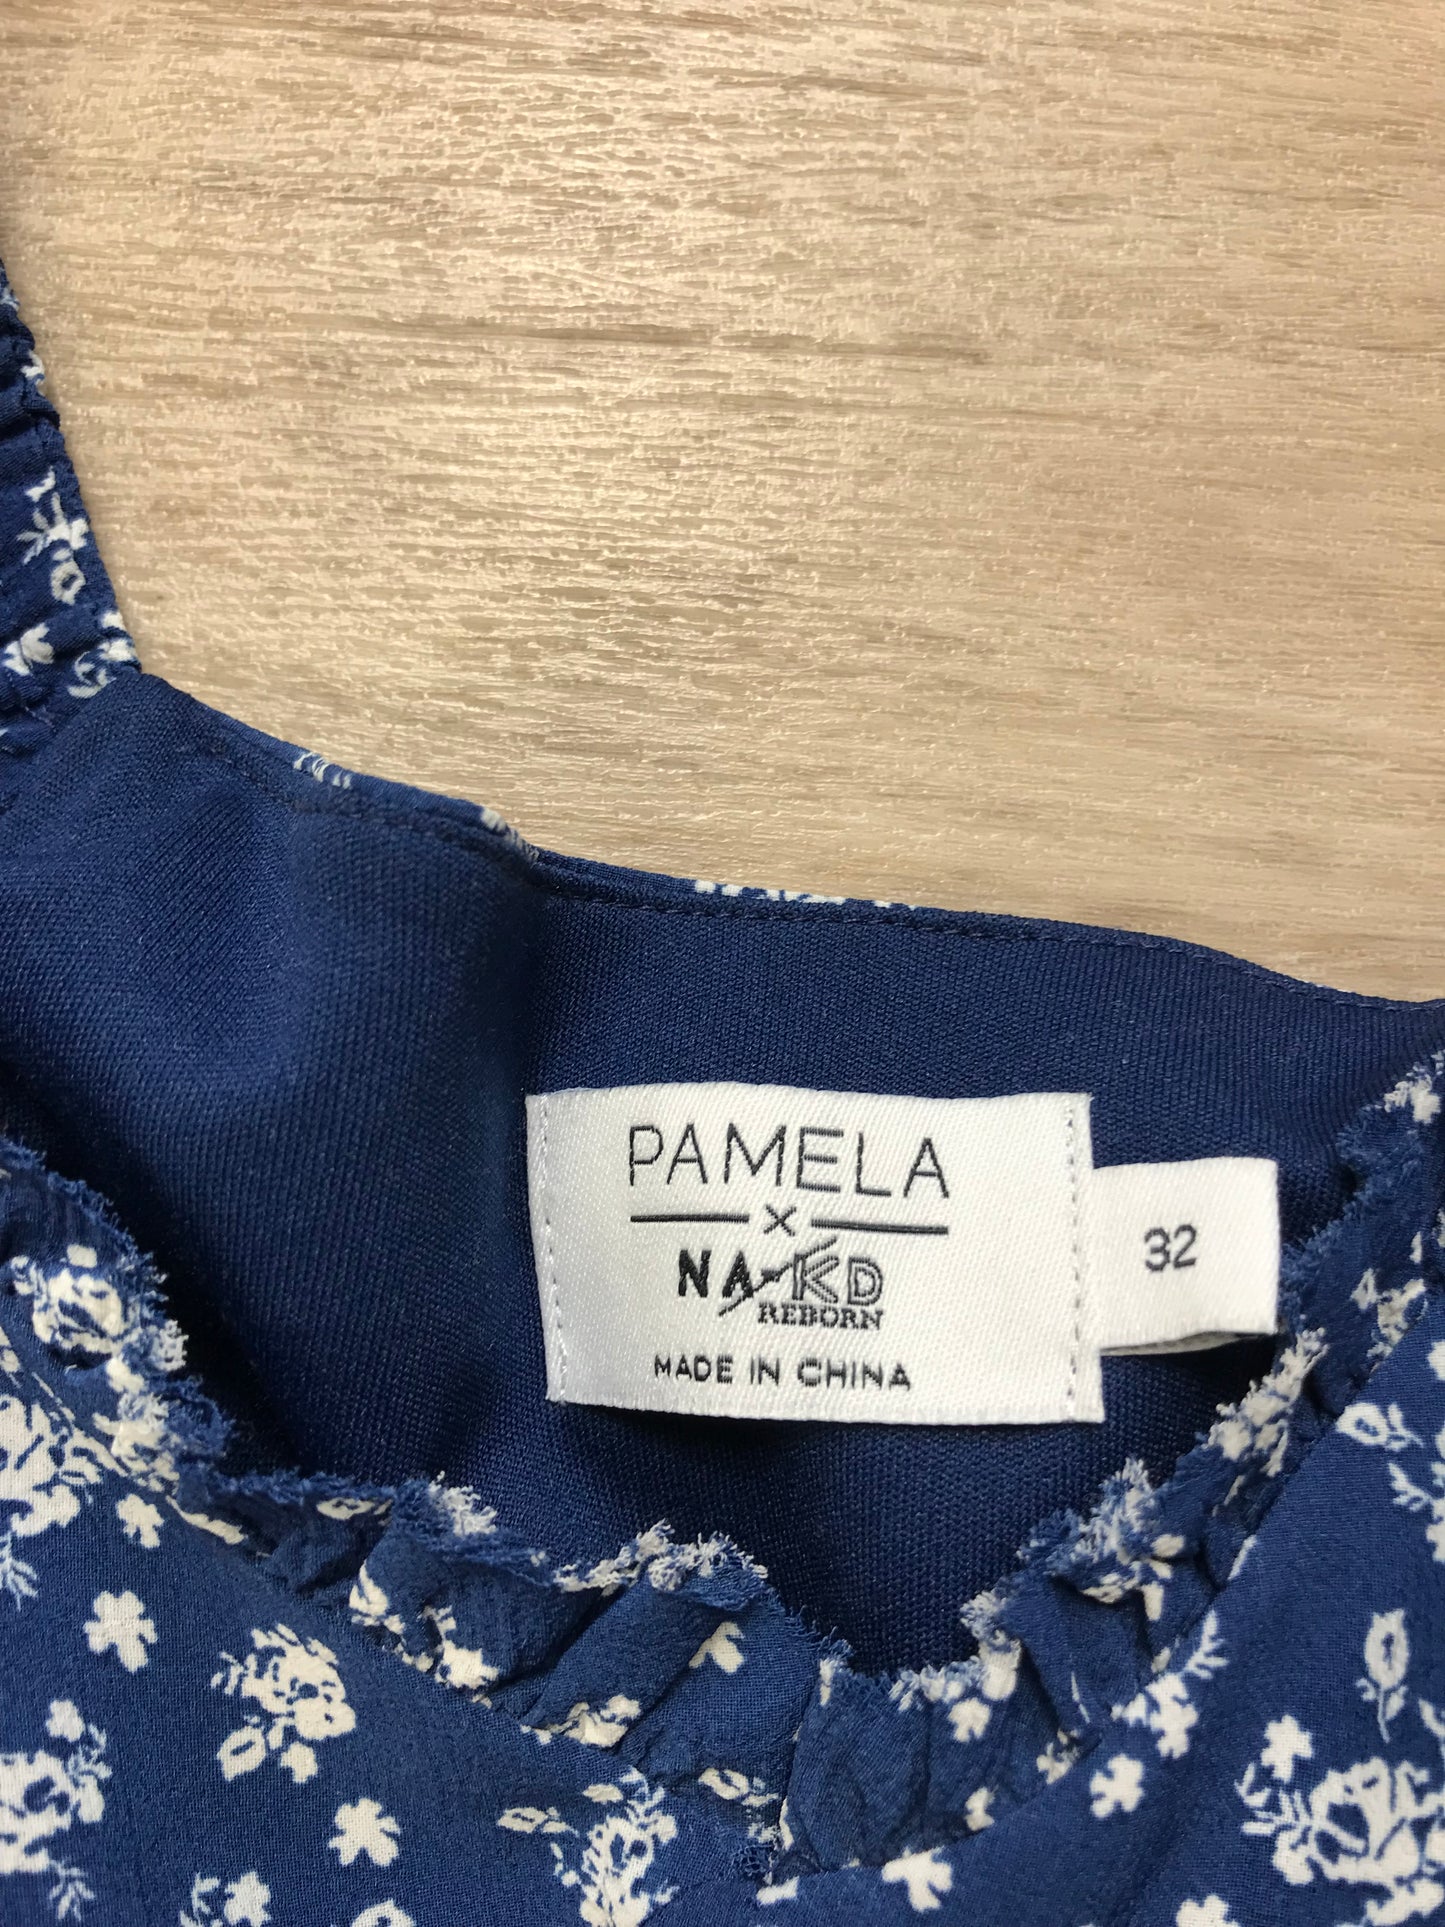 PAMELA
×
NA-KD
REBORN
MADE IN CHINA
32